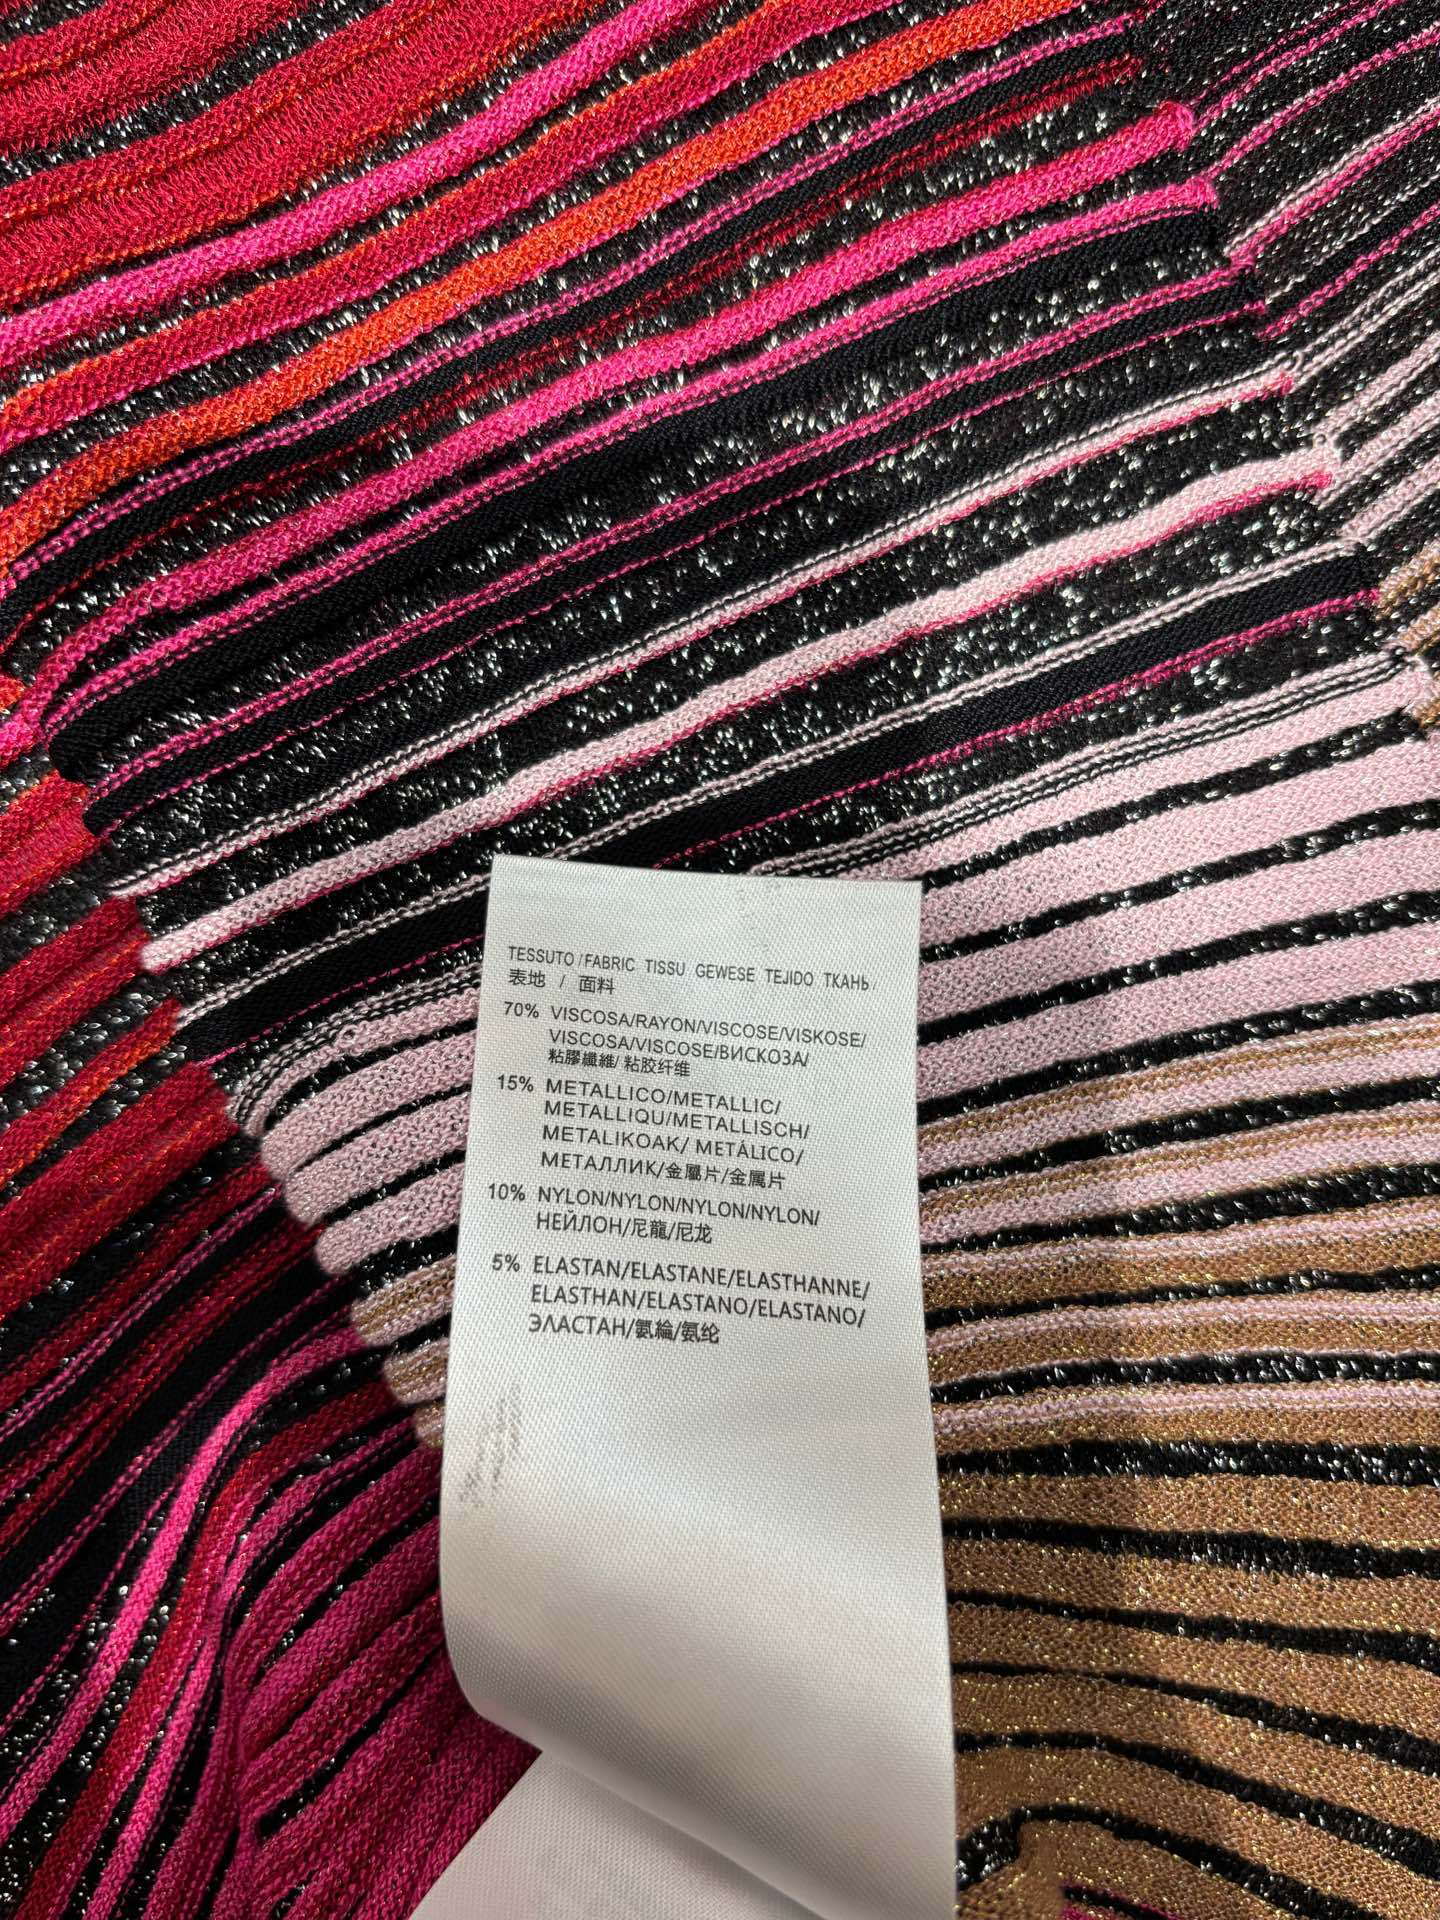 TESSUTO/FABRIC TISSU GEWESE TEJIDO ТКАНЬ/
表地 / 面料
70% VISCOSA/RAYON/VISCOSE/VISKOSE/
VISCOSA/VISCOSE/ВИСКОЗА/
粘膠纖維/ 粘胶纤维
15% METALLICO/METALLIC/
METALLIQU/METALLISCH/
METALIKOAK/ METÁLICO/
МЕТАЛЛИК/金屬片/金属片
10% NYLON/NYLON/NYLON/NYLON/
НЕЙЛОН/尼龍/尼龙
5% ELASTAN/ELASTANE/ELASTHANNE/
ELASTHAN/ELASTANO/ELASTANO/
ЭЛАСТАН/氨綸/氨纶